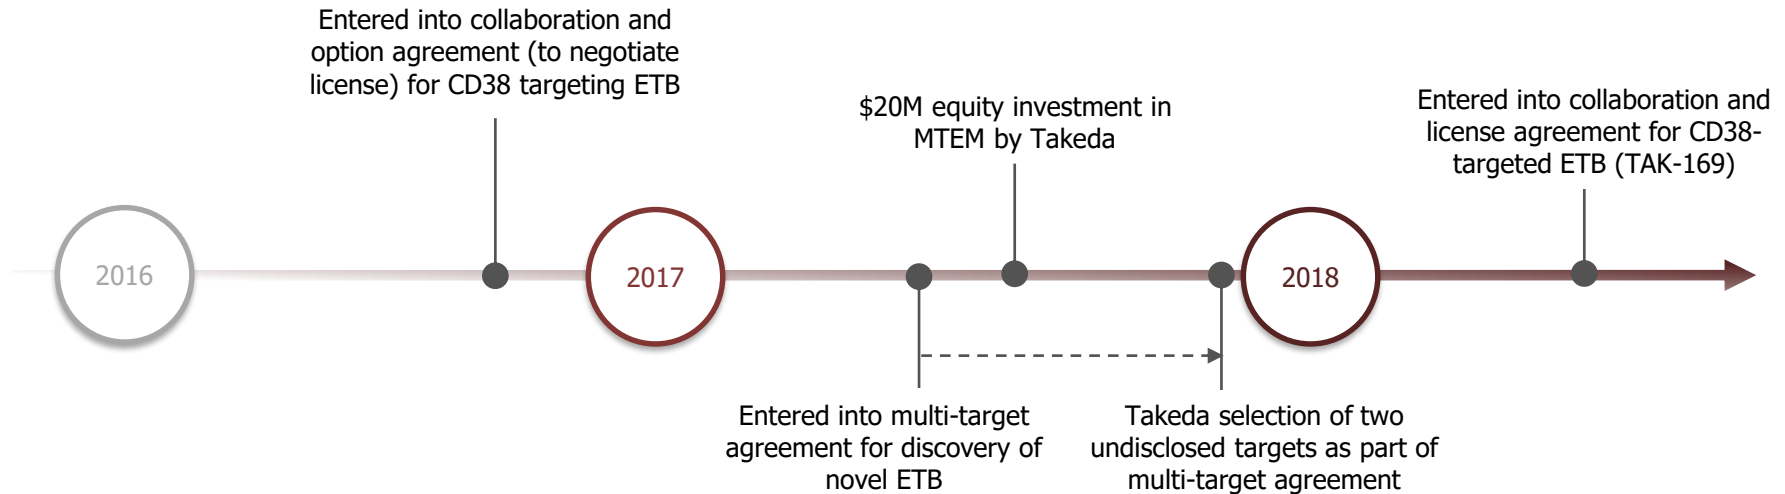 Entered into collaboration and
option agreement (to negotiate
license) for CD38 targeting ETB
$20M equity investment in
MTEM by Takeda
Entered into collaboration and
license agreement for CD38-
targeted ETB (TAK-169)
2016
2017
2018
Entered into multi-target
agreement for discovery of
novel ETB
Takeda selection of two
undisclosed targets as part of
multi-target agreement